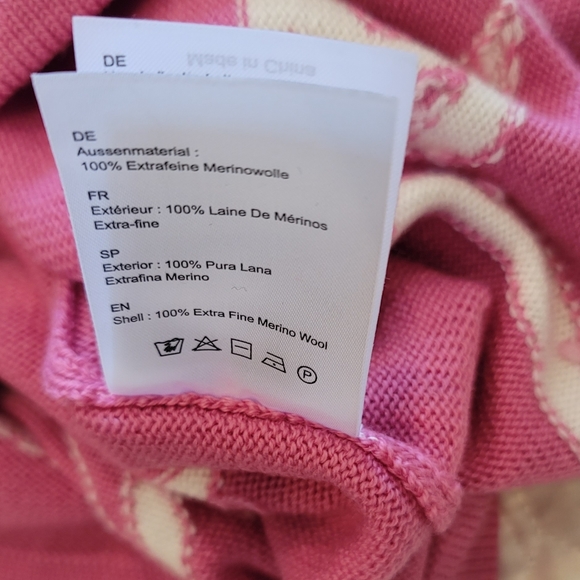 DE
Made in China
DE
Aussenmaterial :
100% Extrafeine Merinowolle
FR
Extérieur : 100% Laine De Mérinos
Extra-fine
SP
Exterior : 100% Pura Lana
Extrafina Merino
EN
Shell : 100% Extra Fine Merino Wool
P